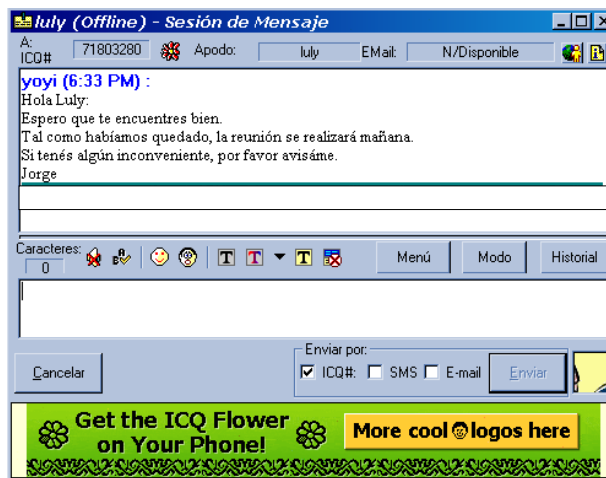 luly (Offline) - Sesión de Mensaje
A: ICQ# 71803280 Apodo: luly EMail: N/Disponible
yoyi (6:33 PM) :
Hola Luly:
Espero que te encuentres bien.
Tal como habíamos quedado, la reunión se realizará mañana.
Si tenés algún inconveniente, por favor avisáme.
Jorge
Caracteres: 0 Menú Modo Historial
Enviar por:
Cancelar ICQ#: SMS E-mail Enviar
Get the ICQ Flower
on Your Phone!
More cool logos here